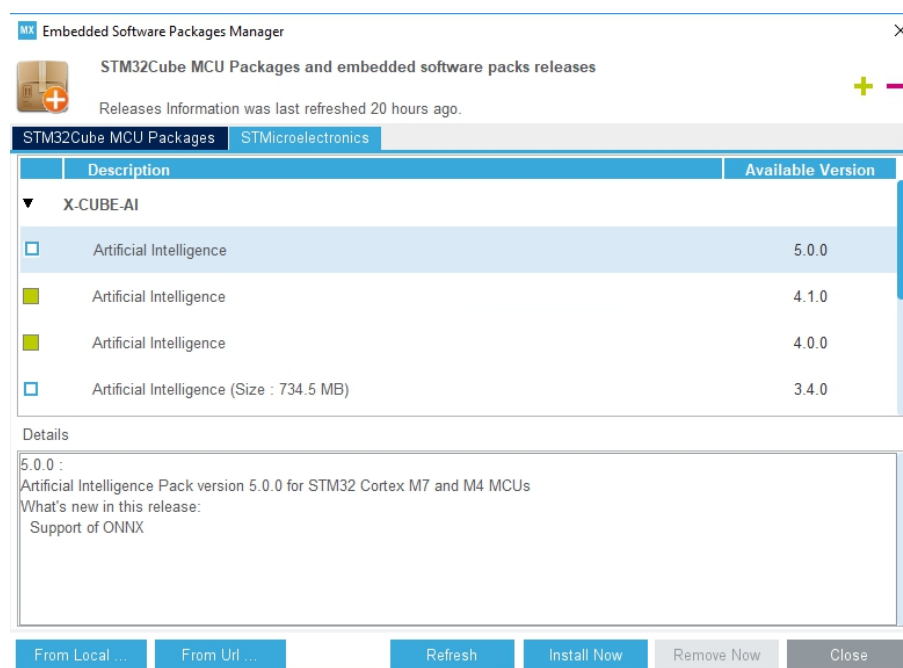 MX Embedded Software Packages Manager
STM32Cube MCU Packages and embedded software packs releases
Releases Information was last refreshed 20 hours ago.
STM32Cube MCU Packages STMicroelectronics
Description Available Version
X-CUBE-AI
Artificial Intelligence 5.0.0
Artificial Intelligence 4.1.0
Artificial Intelligence 4.0.0
Artificial Intelligence (Size : 734.5 MB) 3.4.0
Details
5.0.0 :
Artificial Intelligence Pack version 5.0.0 for STM32 Cortex M7 and M4 MCUs
What's new in this release:
Support of ONNX
From Local ... From Url ... Refresh Install Now Remove Now Close